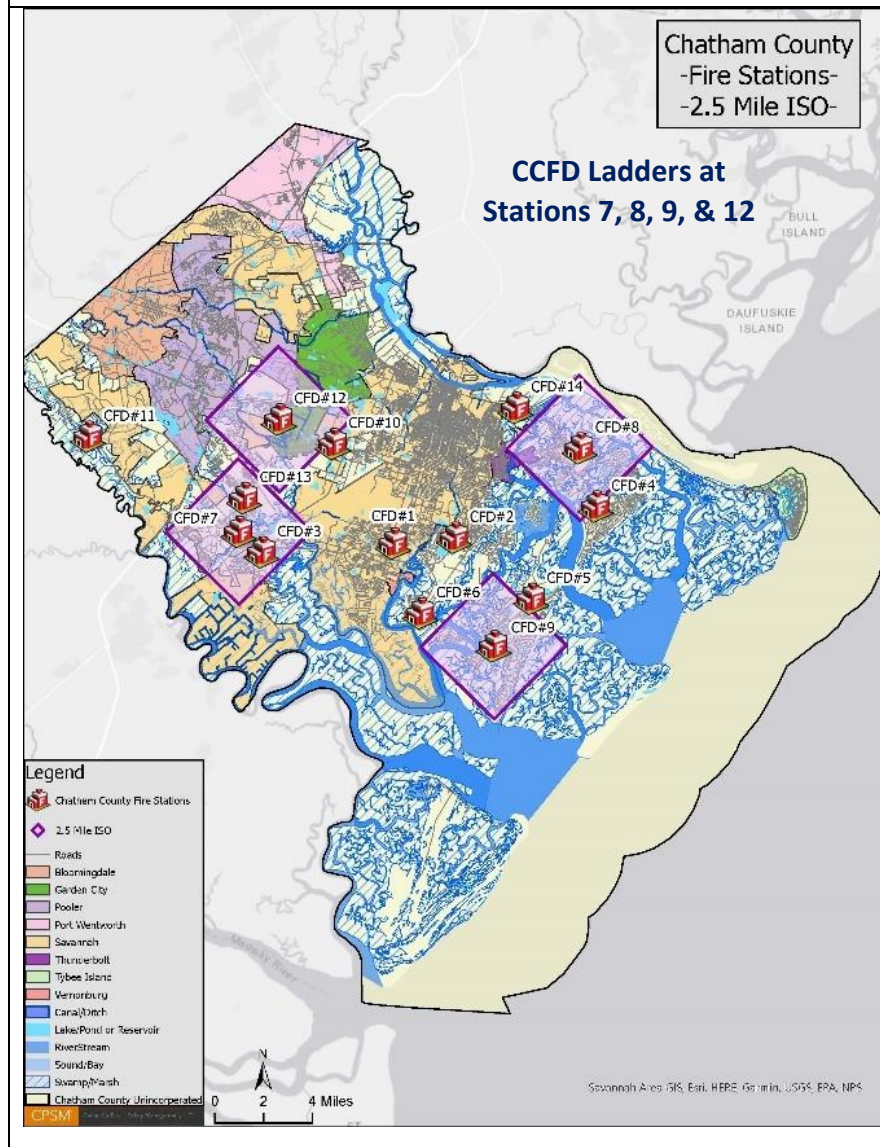 Chatham County
-Fire Stations-
-2.5 Mile ISO-
CCFD Ladders at
Stations 7, 8, 9, & 12
BULL
ISLAND
DAUFUSKIE
ISLAND
CFD#14
CFD#12
CFD#11
CFD#10
CFD#8
CFD#13
CFD#4
CFD#7
CFD#1
CFD#2
CFD#3
CFD#5
CFD#6
CFD#9
Legend
Chatham County Fire Stations
2.5 Mile ISO
Roads
Bloomingdale
Garden City
Pooler
Port Wentworth
Savannah
Thunderbolt
Tybee Island
Vernonburg
Canal/Ditch
Lake/Pond or Reservoir
RiverStream
Sound/Bay
Swamp/Marsh
Chatham County Unincorporated
CPSM
Medway River
N
0 2 4 Miles
Savannah Area GIS, Esri, HERE, Garmin, USGS, EPA, NPS